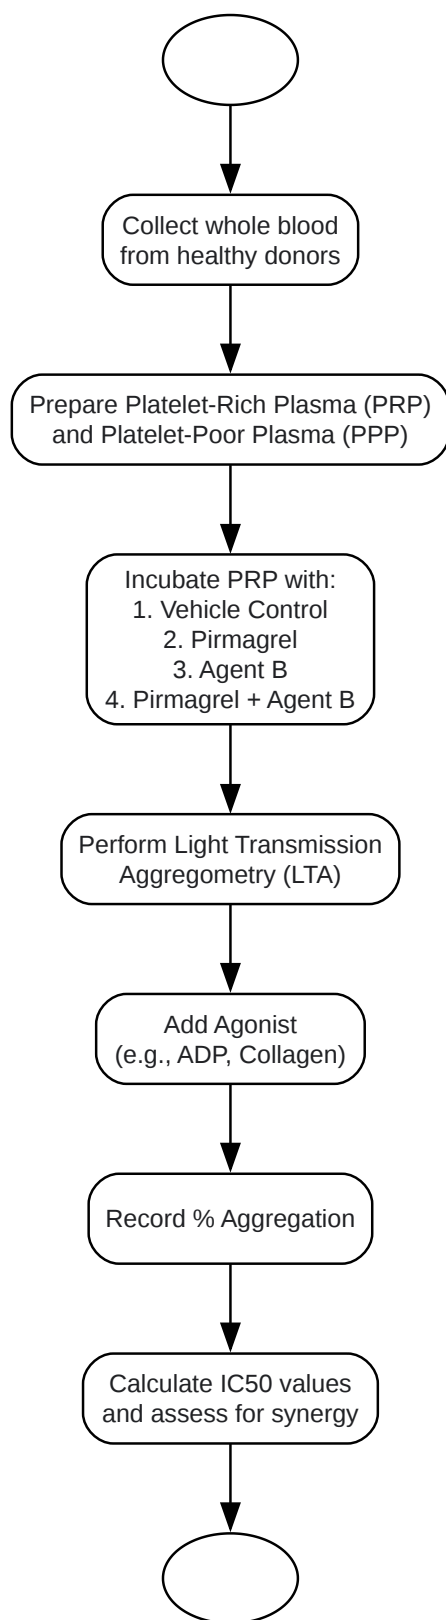 Collect whole blood
from healthy donors
Prepare Platelet-Rich Plasma (PRP)
and Platelet-Poor Plasma (PPP)
Incubate PRP with:
1. Vehicle Control
2. Pirmagrel
3. Agent B
4. Pirmagrel + Agent B
Perform Light Transmission
Aggregometry (LTA)
Add Agonist
(e.g., ADP, Collagen)
Record % Aggregation
Calculate IC50 values
and assess for synergy